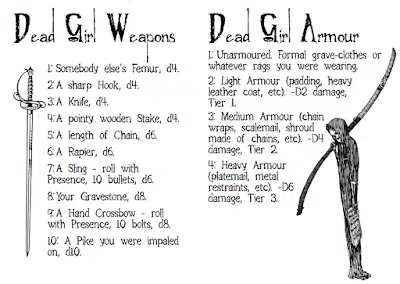 Dead Girl Weapons
1: Somebody else's Femur, d4.
2: A sharp Hook, d4.
3: A Knife, d4.
4: A pointy wooden Stake, d4.
5: A length of Chain, d6.
6: A Rapier, d6.
7: A Sling - roll with
Presence, 10 bullets, d6.
8: Your Gravestone, d8.
9: A Hand Crossbow - roll
with Presence, 10 bolts, d8.
10: A Pike you were impaled
on, d10.
Dead Girl Armour
1: Unarmoured. Formal grave-clothes or
whatever rags you were wearing.
2: Light Armour (padding, heavy
leather coat, etc). -D2 damage,
Tier 1.
3: Medium Armour (chain
wraps, scalemail, shroud
made of chains, etc). -D4
damage, Tier 2.
4: Heavy Armour
(platemail, metal
restraints, etc). -D6
damage, Tier 3.